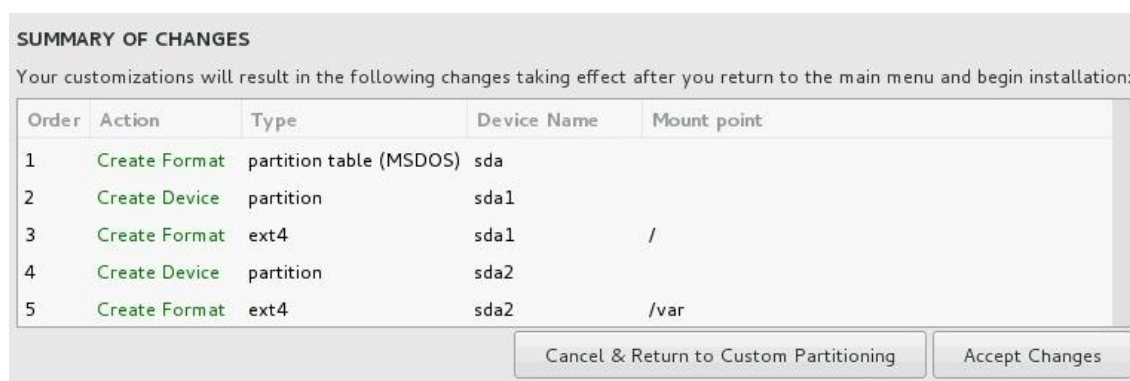 SUMMARY OF CHANGES
Your customizations will result in the following changes taking effect after you return to the main menu and begin installation:
Order Action Type Device Name Mount point
1 Create Format partition table (MSDOS) sda
2 Create Device partition sda1
3 Create Format ext4 sda1 /
4 Create Device partition sda2
5 Create Format ext4 sda2 /var
Cancel & Return to Custom Partitioning Accept Changes